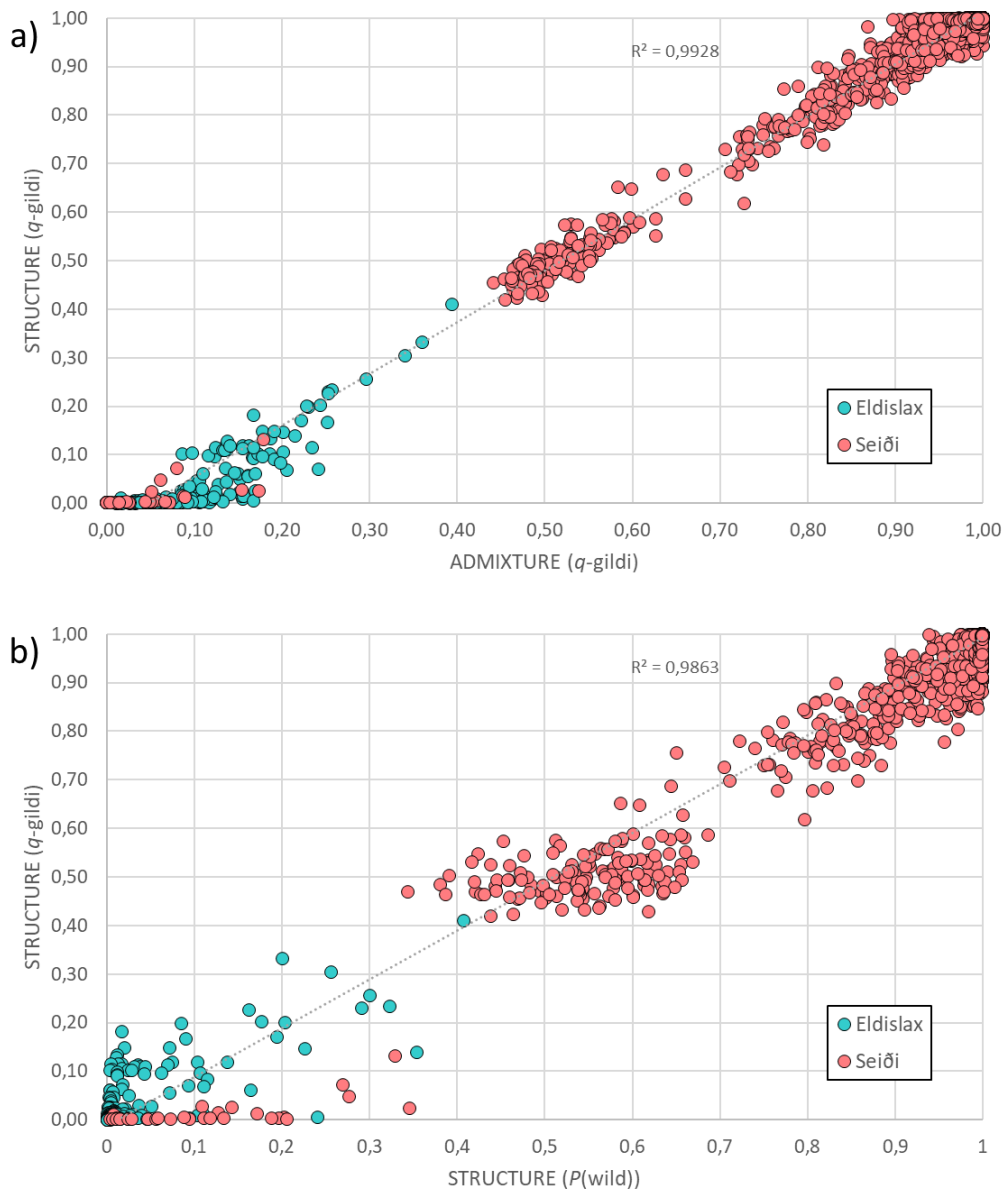 a)
1,00
0,90
0,80
0,70
0,60
0,50
0,40
0,30
0,20
0,10
0,00
STRUCTURE (q-gildi)
R² = 0,9928
Eldislax
Seiði
0,00 0,10 0,20 0,30 0,40 0,50 0,60 0,70 0,80 0,90 1,00
ADMIXTURE (q-gildi)
b)
1,00
0,90
0,80
0,70
0,60
0,50
0,40
0,30
0,20
0,10
0,00
STRUCTURE (q-gildi)
R² = 0,9863
Eldislax
Seiði
0 0,1 0,2 0,3 0,4 0,5 0,6 0,7 0,8 0,9 1
STRUCTURE (P(wild))